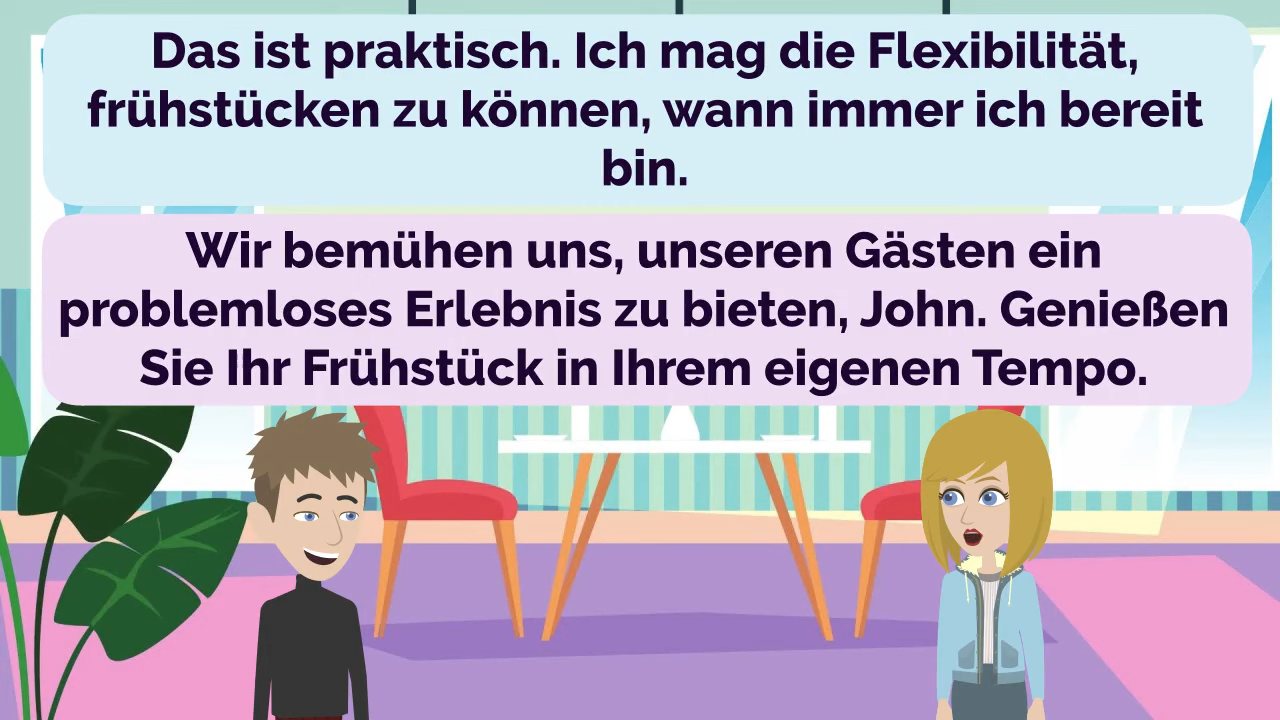 Das ist praktisch. Ich mag die Flexibilität,
frühstücken zu können, wann immer ich bereit
bin.
Wir bemühen uns, unseren Gästen ein
problemloses Erlebnis zu bieten, John. Genießen
Sie Ihr Frühstück in Ihrem eigenen Tempo.